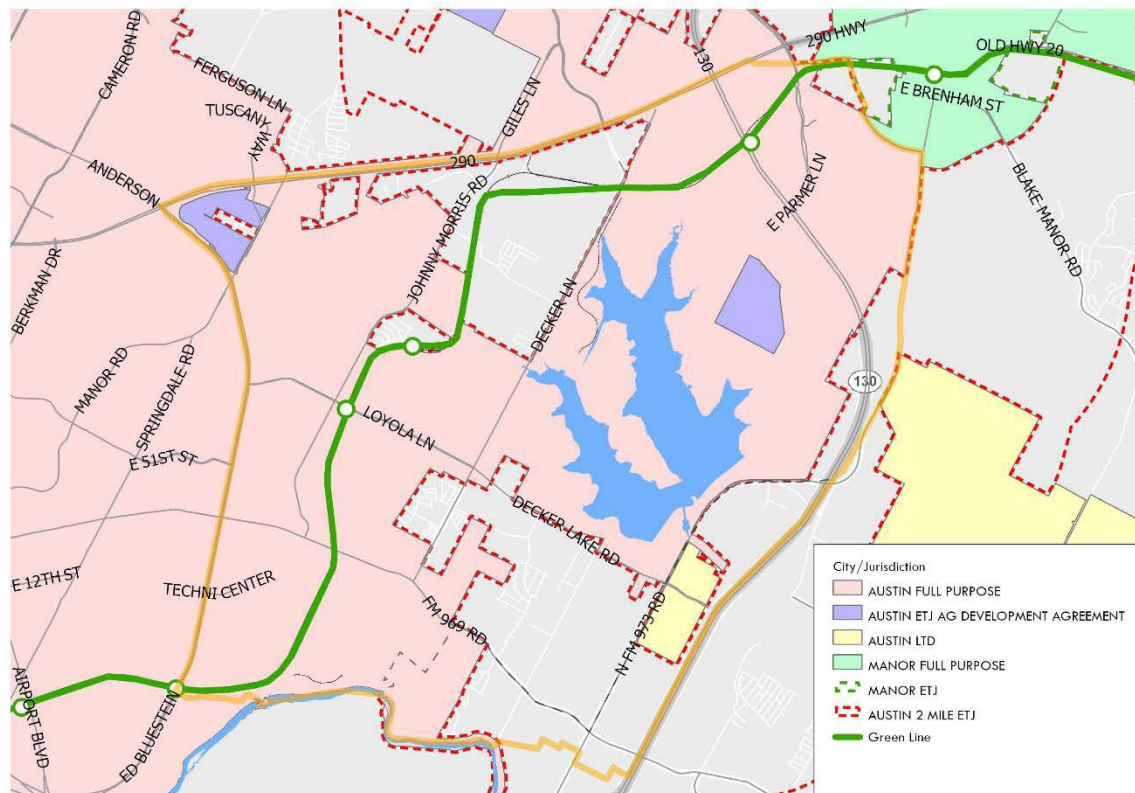 CAMERON RD
FERGUSON LN
TUSCANY WAY
GILES LN
130
290 HWY
OLD HWY 20
E BRENHAM ST
ANDERSON
290
JOHNNY MORRIS RD
E PARMER LN
BLAKE-MANOR RD
BERKMAN DR
DECKER LN
MANOR RD
SPRINGDALE RD
130
LOYOLA LN
E 51ST ST
DECKER LAKE RD
E 12TH ST
TECHNI CENTER
FM 969 RD
N FM 973 RD
AIRPORT BLVD
ED BLUESTEIN
City/Jurisdiction
AUSTIN FULL PURPOSE
AUSTIN ETJ AG DEVELOPMENT AGREEMENT
AUSTIN LTD
MANOR FULL PURPOSE
MANOR ETJ
AUSTIN 2 MILE ETJ
Green Line